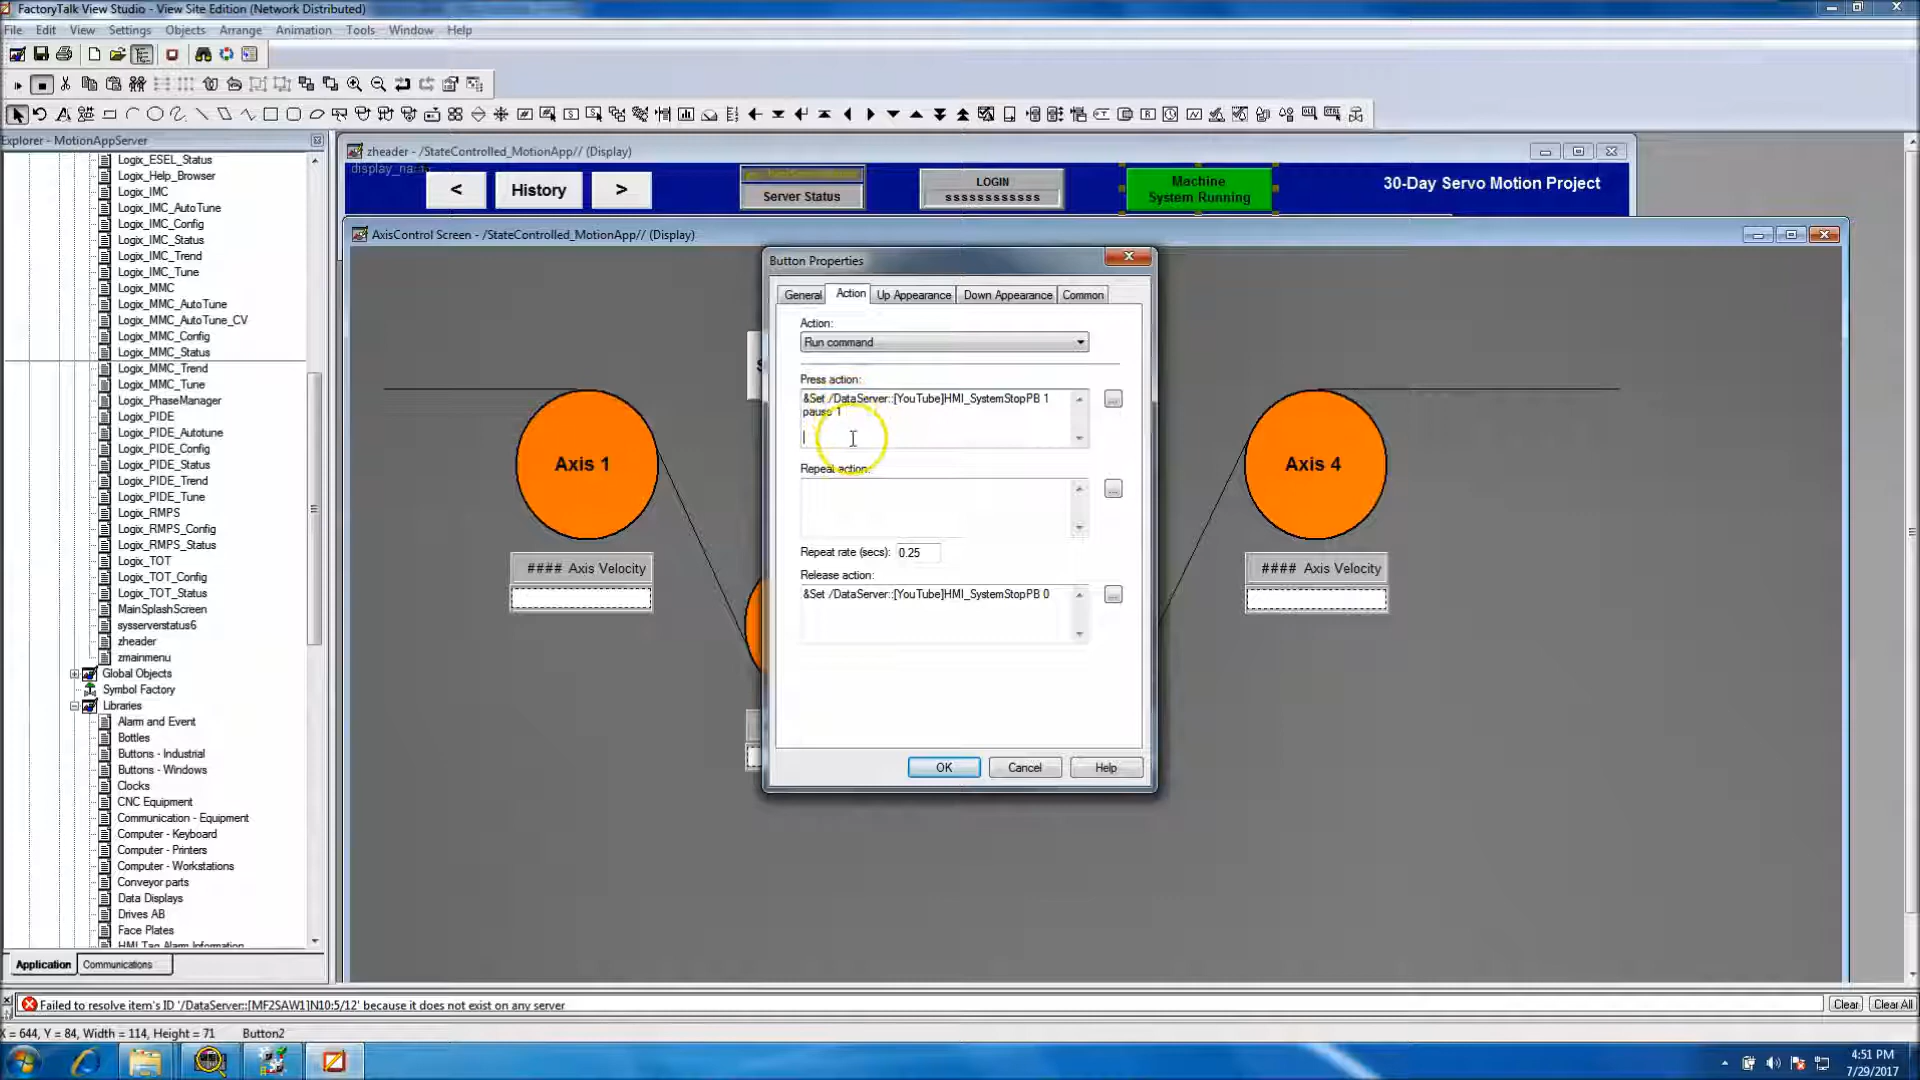 FactoryTalk View Studio - View Site Edition (Network Distributed)
File Edit View Settings Objects Arrange Animation Tools Window Help
Explorer - MotionAppServer
Logix_ESEL_Status
Logix_Help_Browser
Logix_IMC
Logix_IMC_AutoTune
Logix_IMC_Config
Logix_IMC_Status
Logix_IMC_Trend
Logix_IMC_Tune
Logix_MMC
Logix_MMC_AutoTune
Logix_MMC_AutoTune_CV
Logix_MMC_Config
Logix_MMC_Status
Logix_MMC_Trend
Logix_MMC_Tune
Logix_PhaseManager
Logix_PIDE
Logix_PIDE_Autotune
Logix_PIDE_Config
Logix_PIDE_Status
Logix_PIDE_Trend
Logix_PIDE_Tune
Logix_RMPS
Logix_RMPS_Config
Logix_RMPS_Status
Logix_TOT
Logix_TOT_Config
Logix_TOT_Status
MainSplashScreen
sysserverstatus6
zheader
zmainmenu
Global Objects
Symbol Factory
Libraries
Alarm and Event
Bottles
Buttons - Industrial
Buttons - Windows
Clocks
CNC Equipment
Communication - Equipment
Computer - Keyboard
Computer - Printers
Computer - Workstations
Conveyor parts
Data Displays
Drives AB
Face Plates
HMI Tag Alarm Information
Application Communications
zheader - /StateControlled_MotionApp// (Display)
< History >
Server Status
LOGIN
ssssssssssss
Machine
System Running
30-Day Servo Motion Project
AxisControl Screen - /StateControlled_MotionApp// (Display)
Axis 1
#### Axis Velocity
Axis 4
#### Axis Velocity
Button Properties
General Action Up Appearance Down Appearance Common
Action:
Run command
Press action:
&Set /DataServer::[YouTube]HMI_SystemStopPB 1
pause 1
...
Repeat action:
...
Repeat rate (secs): 0.25
Release action:
&Set /DataServer::[YouTube]HMI_SystemStopPB 0
...
OK Cancel Help
Failed to resolve item's ID '/DataServer::[MF2SAW1]N10:5/12' because it does not exist on any server
Clear Clear All
X = 644, Y = 84, Width = 114, Height = 71 Button2
4:51 PM
7/29/2017